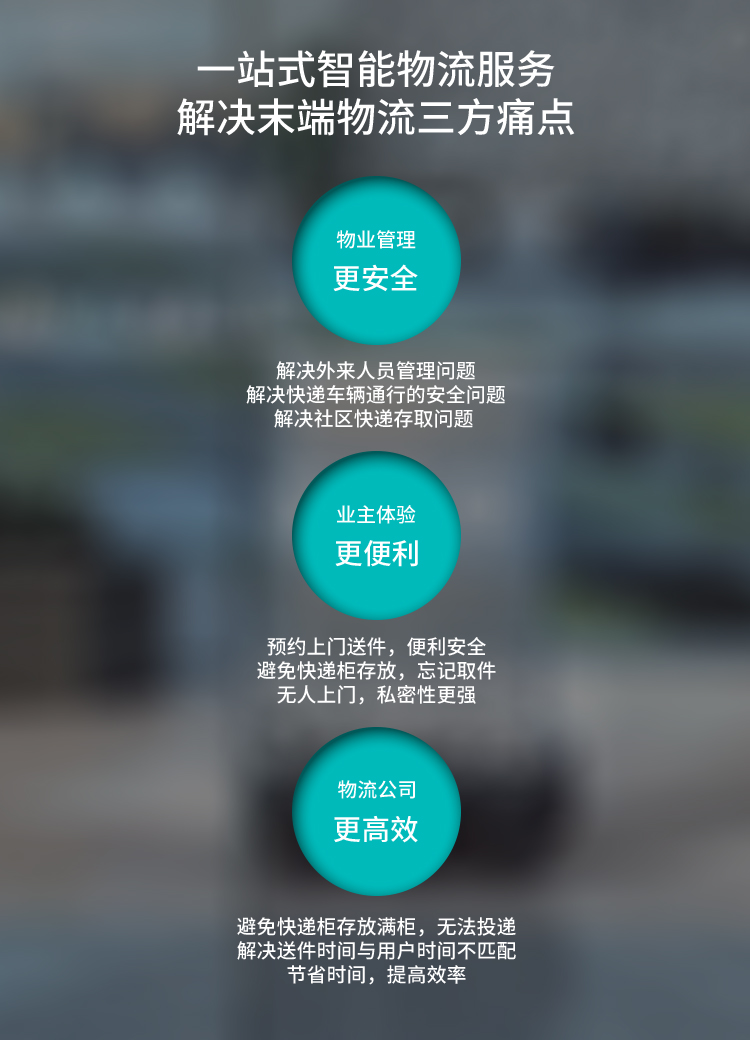 一站式智能物流服务
解决末端物流三方痛点
物业管理
更安全
解决外来人员管理问题
解决快递车辆通行的安全问题
解决社区快递存取问题
业主体验
更便利
预约上门送件，便利安全
避免快递柜存放，忘记取件
无人上门，私密性更强
物流公司
更高效
避免快递柜存放满柜，无法投递
解决送件时间与用户时间不匹配
节省时间，提高效率